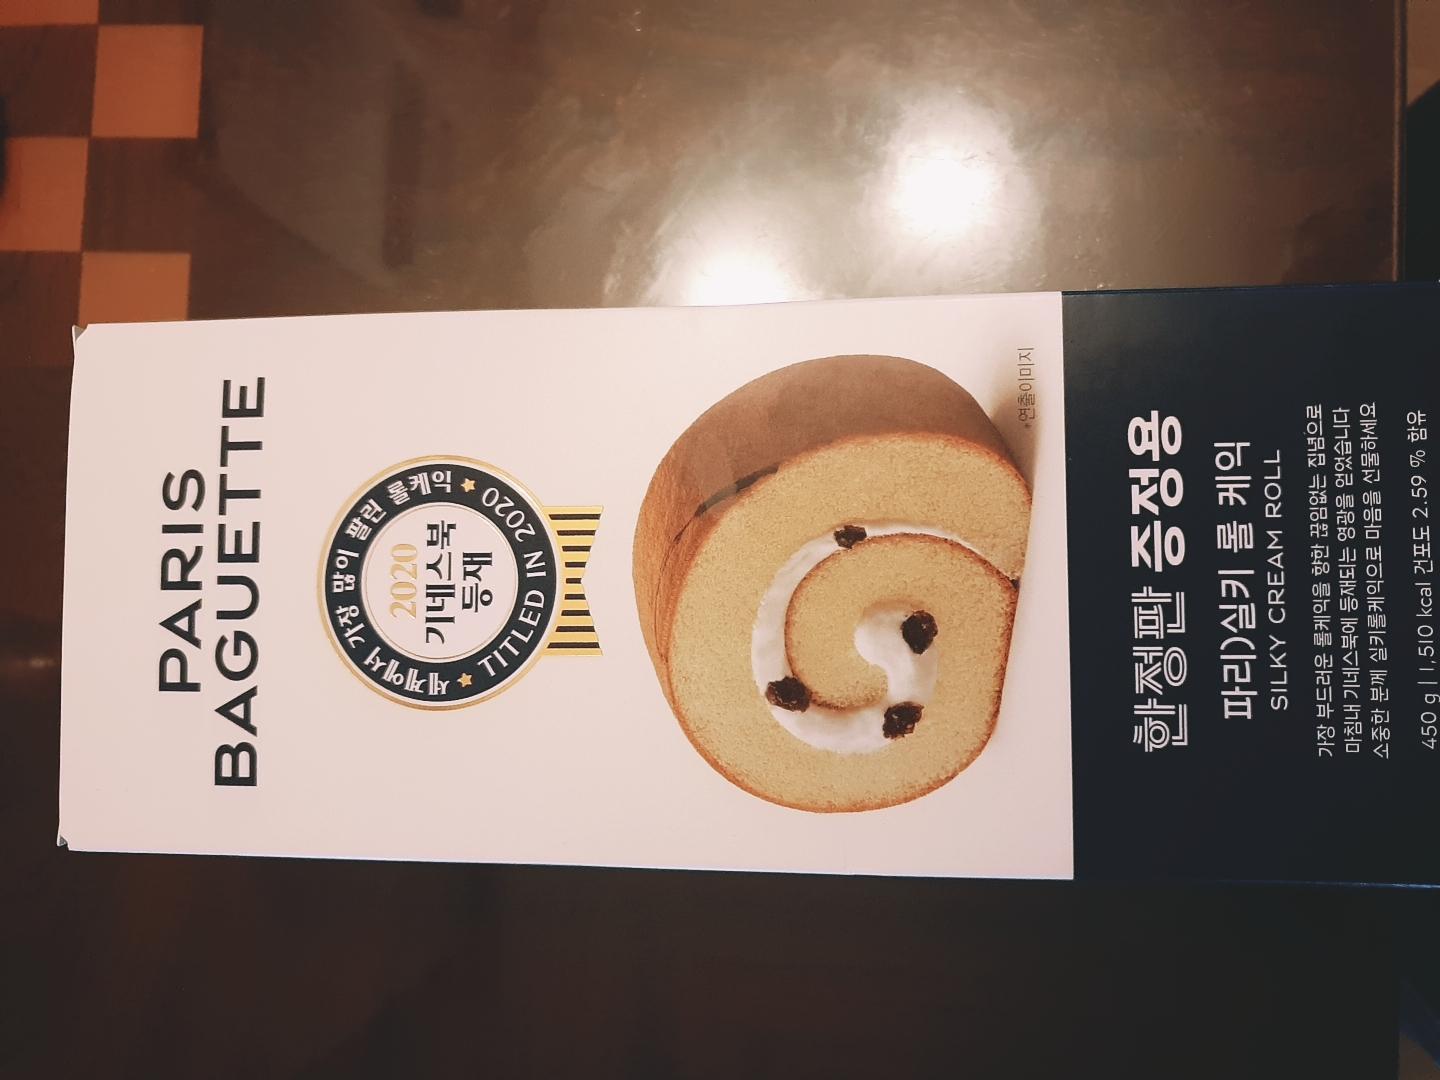 PARIS
BAGUETTE
세계에서 가장 많이 팔린 롤케익
TITLED IN 2020
2020
기네스북
등재
*연출이미지
한정판 증정용
파리)실키 롤 케익
SILKY CREAM ROLL
가장 부드러운 롤케익을 향한 끊임없는 집념으로
마침내 기네스북에 등재되는 영광을 얻었습니다
소중한 분께 실키롤케익으로 마음을 선물하세요
450 g | 1,510 kcal 건포도 2.59 % 함유